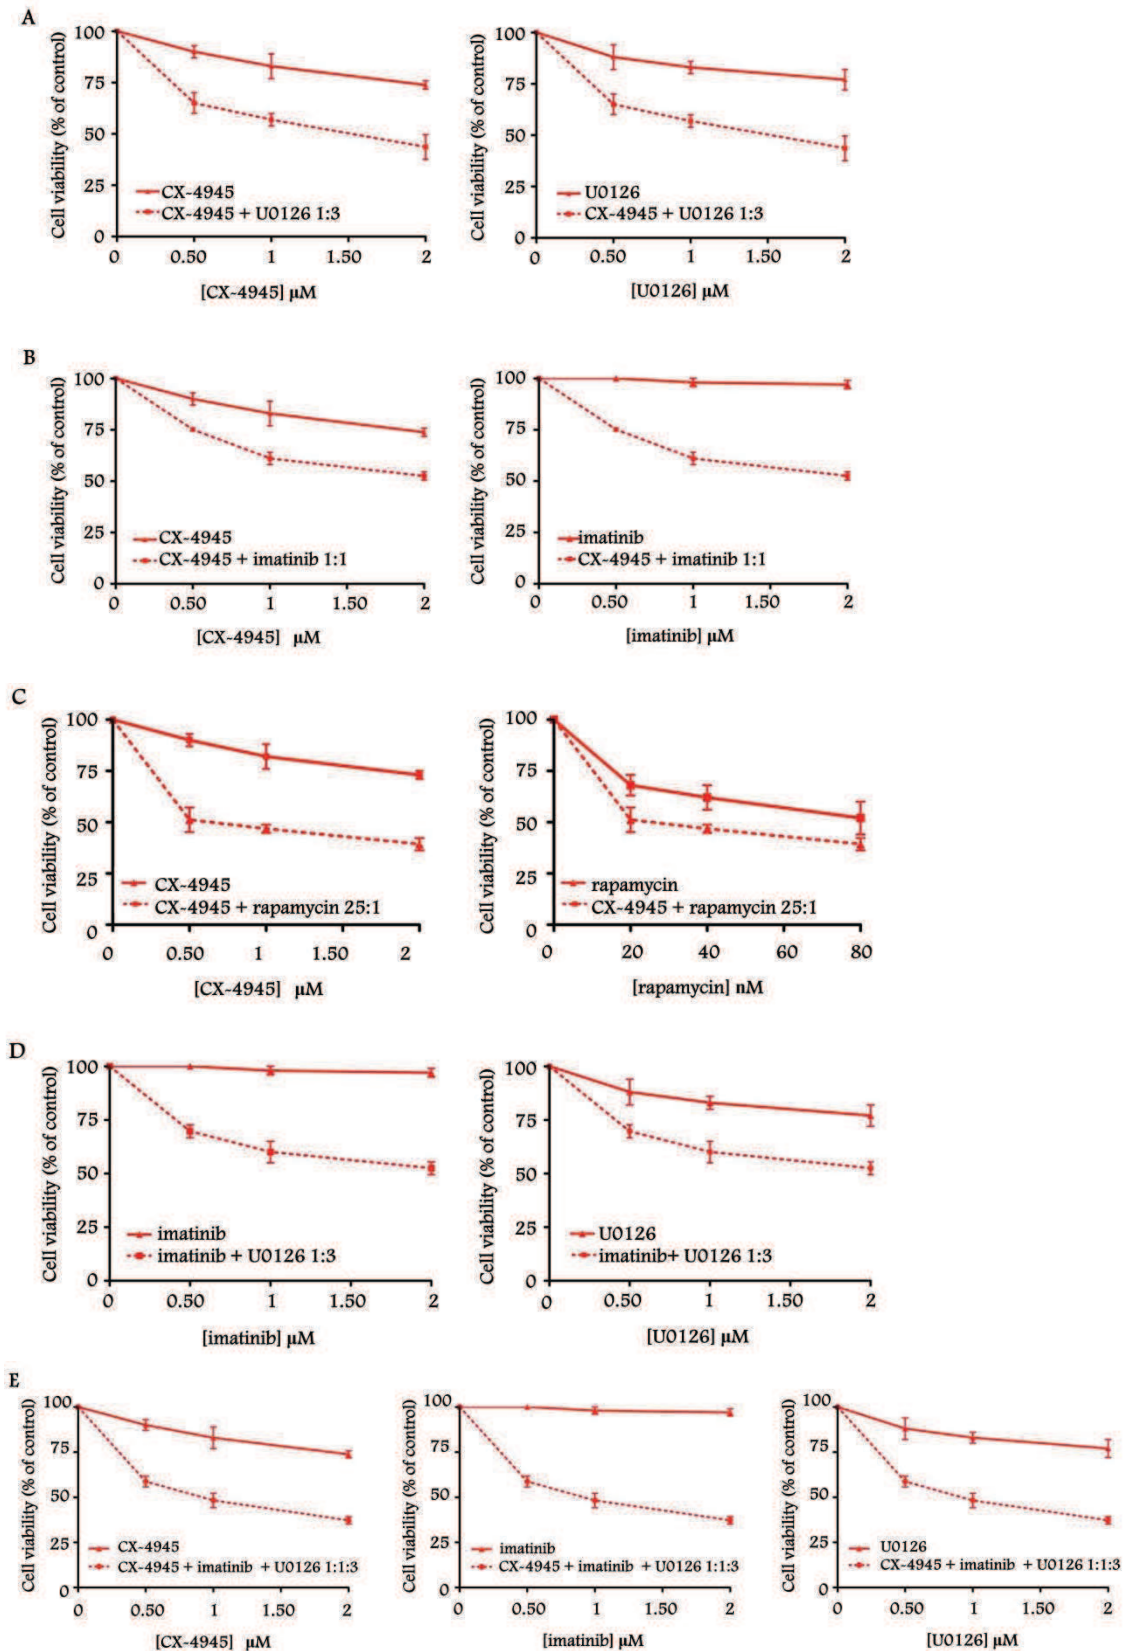 A
Cell viability (% of control)
100
75
50
25
0
CX-4945
CX-4945 + U0126 1:3
0 0.50 1 1.50 2
[CX-4945] µM
Cell viability (% of control)
100
75
50
25
0
U0126
CX-4945 + U0126 1:3
0 0.50 1 1.50 2
[U0126] µM
B
Cell viability (% of control)
100
75
50
25
0
CX-4945
CX-4945 + imatinib 1:1
0 0.50 1 1.50 2
[CX-4945] µM
Cell viability (% of control)
100
75
50
25
0
imatinib
CX-4945 + imatinib 1:1
0 0.50 1 1.50 2
[imatinib] µM
C
Cell viability (% of control)
100
75
50
25
0
CX-4945
CX-4945 + rapamycin 25:1
0 0.50 1 1.50 2
[CX-4945] µM
Cell viability (% of control)
100
75
50
25
0
rapamycin
CX-4945 + rapamycin 25:1
0 20 40 60 80
[rapamycin] nM
D
Cell viability (% of control)
100
75
50
25
0
imatinib
imatinib + U0126 1:3
0 0.50 1 1.50 2
[imatinib] µM
Cell viability (% of control)
100
75
50
25
0
U0126
imatinib+ U0126 1:3
0 0.50 1 1.50 2
[U0126] µM
E
Cell viability (% of control)
100
75
50
25
0
CX-4945
CX-4945 + imatinib + U0126 1:1:3
0 0.50 1 1.50 2
[CX-4945] µM
Cell viability (% of control)
100
75
50
25
0
imatinib
CX-4945 + imatinib + U0126 1:1:3
0 0.50 1 1.50 2
[imatinib] µM
Cell viability (% of control)
100
75
50
25
0
U0126
CX-4945 + imatinib + U0126 1:1:3
0 0.50 1 1.50 2
[U0126] µM